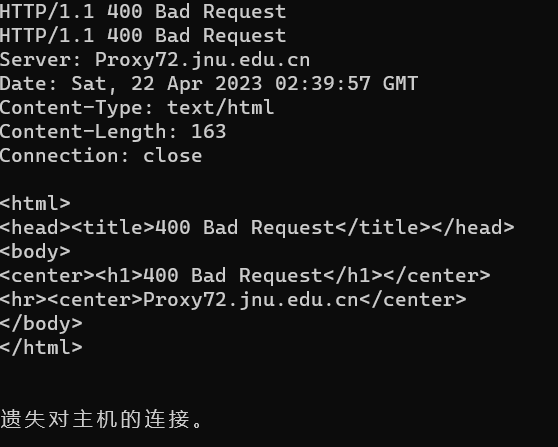 HTTP/1.1 400 Bad Request
HTTP/1.1 400 Bad Request
Server: Proxy72.jnu.edu.cn
Date: Sat, 22 Apr 2023 02:39:57 GMT
Content-Type: text/html
Content-Length: 163
Connection: close

<html>
<head><title>400 Bad Request</title></head>
<body>
<center><h1>400 Bad Request</h1></center>
<hr><center>Proxy72.jnu.edu.cn</center>
</body>
</html>

遗失对主机的连接。